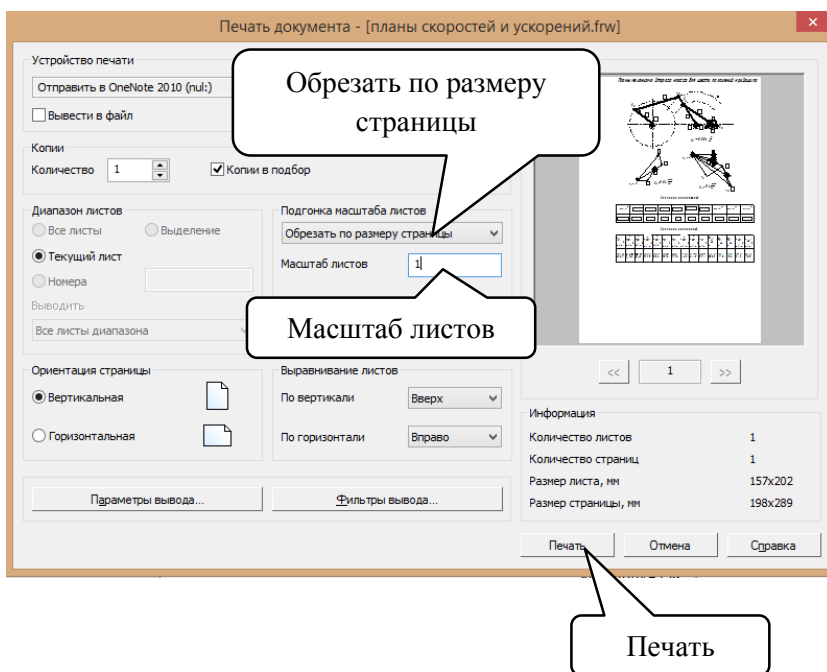 Печать документа - [планы скоростей и ускорений.frw]
Устройство печати
Отправить в OneNote 2010 (nul:)
Вывести в файл
Обрезать по размеру
страницы
Копии
Количество 1
Копии в подбор
Диапазон листов
Все листы Выделение
Текущий лист
Номера
Выводить
Все листы диапазона
Подгонка масштаба листов
Обрезать по размеру страницы
Масштаб листов 1
Масштаб листов
<< 1 >>
Ориентация страницы
Вертикальная
Горизонтальная
Выравнивание листов
По вертикали Вверх
По горизонтали Вправо
Информация
Количество листов 1
Количество страниц 1
Размер листа, мм 157x202
Размер страницы, мм 198x289
Параметры вывода...
Фильтры вывода...
Печать Отмена Справка
Печать